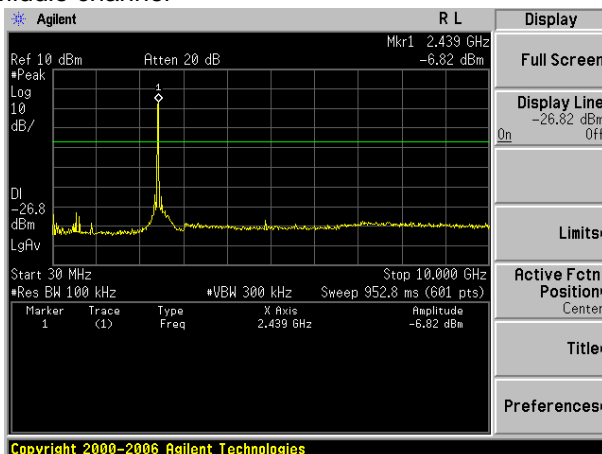 Agilent R L Display
Mkr1 2.439 GHz
Ref 10 dBm Atten 20 dB -6.82 dBm
#Peak
Log
10
dB/
1
DI
-26.8
dBm
LgAv
Start 30 MHz Stop 10.000 GHz
#Res BW 100 kHz #VBW 300 kHz Sweep 952.8 ms (601 pts)
Marker Trace Type X Axis Amplitude
1 (1) Freq 2.439 GHz -6.82 dBm
Full Screen
Display Line
-26.82 dBm
On Off
Limits
Active Fctn
Position
Center
Title
Preferences
Copyright 2000-2006 Agilent Technologies